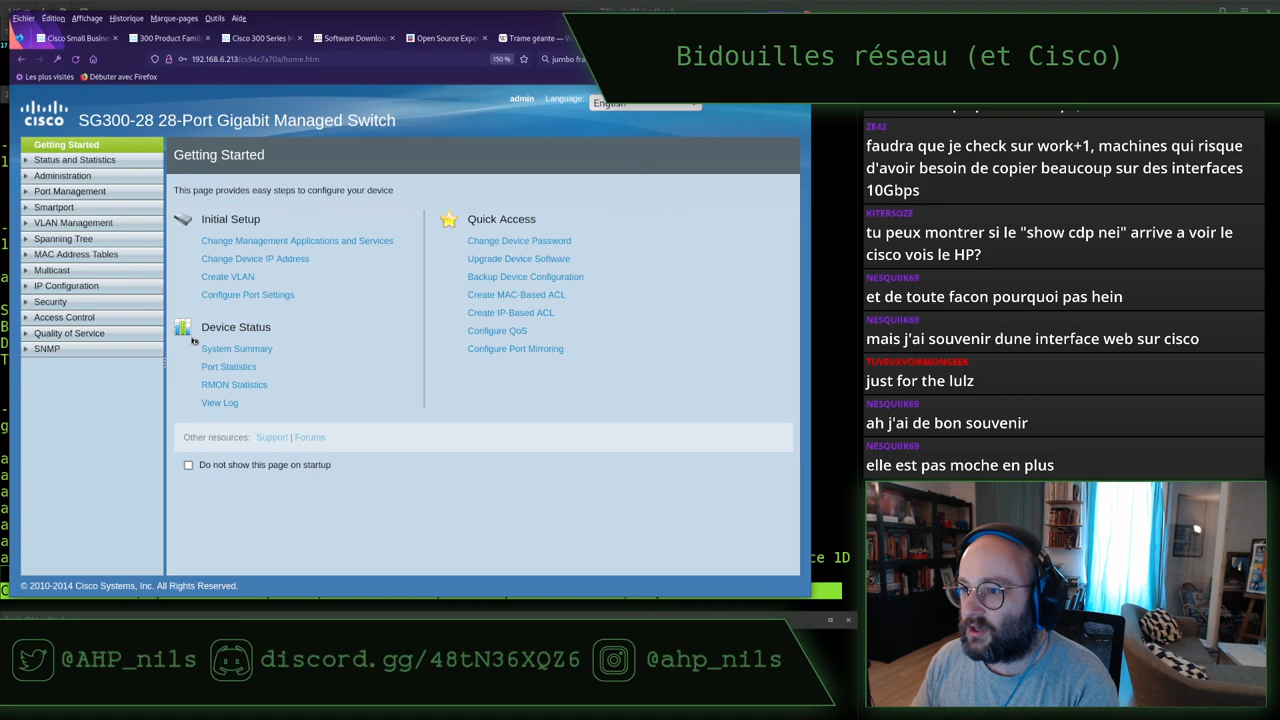 Fichier Édition Affichage Historique Marque-pages Outils Aide
Cisco Small Busine
300 Product Family
Cisco 300 Series M
Software Downloa
Open Source Exper
Trame géante —
192.168.6.213/cs94c7a70a/home.htm
150 %
jumbo fra
Les plus visités
Débuter avec Firefox
Bidouilles réseau (et Cisco)
admin Language: English
cisco
SG300-28 28-Port Gigabit Managed Switch
Getting Started
Status and Statistics
Administration
Port Management
Smartport
VLAN Management
Spanning Tree
MAC Address Tables
Multicast
IP Configuration
Security
Access Control
Quality of Service
SNMP
Getting Started
This page provides easy steps to configure your device
Initial Setup
Change Management Applications and Services
Change Device IP Address
Create VLAN
Configure Port Settings
Device Status
System Summary
Port Statistics
RMON Statistics
View Log
Quick Access
Change Device Password
Upgrade Device Software
Backup Device Configuration
Create MAC-Based ACL
Create IP-Based ACL
Configure QoS
Configure Port Mirroring
Other resources: Support | Forums
Do not show this page on startup
© 2010-2014 Cisco Systems, Inc. All Rights Reserved.
ce 1D
ZE42
faudra que je check sur work+1, machines qui risque
d'avoir besoin de copier beaucoup sur des interfaces
10Gbps
KITERSOZE
tu peux montrer si le "show cdp nei" arrive a voir le
cisco vois le HP?
NESQUIIK69
et de toute facon pourquoi pas hein
NESQUIIK69
mais j'ai souvenir dune interface web sur cisco
TUVEUXVOIRMONGEEK
just for the lulz
NESQUIIK69
ah j'ai de bon souvenir
NESQUIIK69
elle est pas moche en plus
@AHP_nils
discord.gg/48tN36XQZ6
@ahp_nils